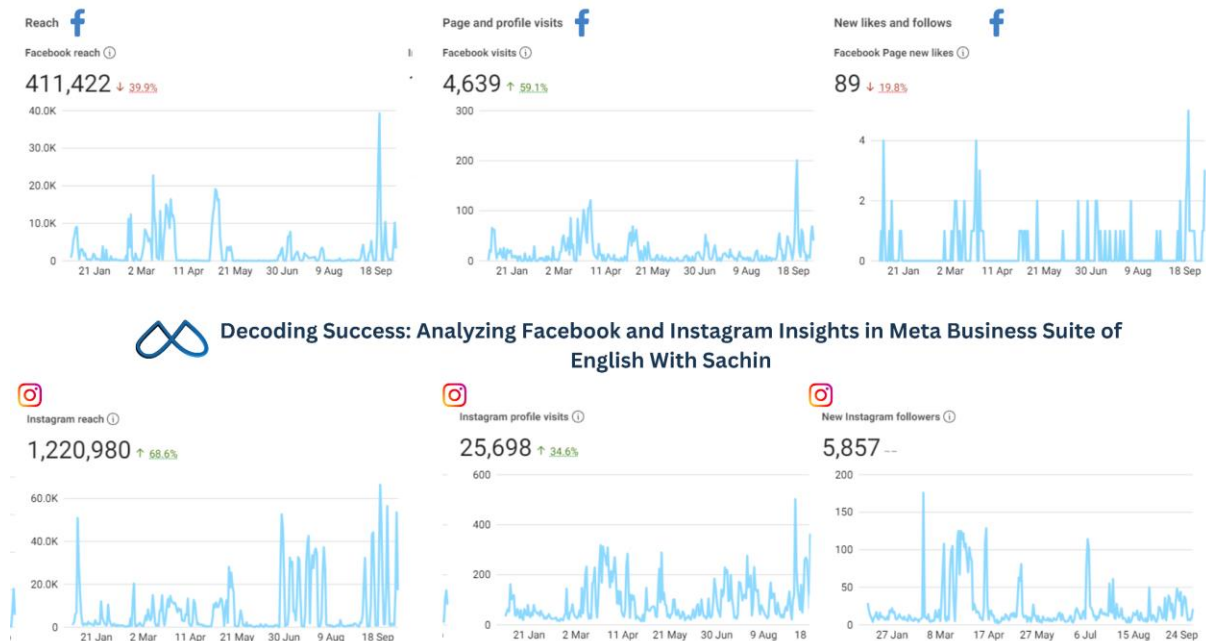 Reach
Facebook reach
411,422 ↓ 39.9%
40.0K
30.0K
20.0K
10.0K
0
21 Jan 2 Mar 11 Apr 21 May 30 Jun 9 Aug 18 Sep
Page and profile visits
Facebook visits
4,639 ↑ 59.1%
300
200
100
0
21 Jan 2 Mar 11 Apr 21 May 30 Jun 9 Aug 18 Sep
New likes and follows
Facebook Page new likes
89 ↓ 19.8%
4
2
0
21 Jan 2 Mar 11 Apr 21 May 30 Jun 9 Aug 18 Sep
Decoding Success: Analyzing Facebook and Instagram Insights in Meta Business Suite of
English With Sachin
Instagram reach
1,220,980 ↑ 68.6%
60.0K
40.0K
20.0K
0
21 Jan 2 Mar 11 Apr 21 May 30 Jun 9 Aug 18 Sep
Instagram profile visits
25,698 ↑ 34.6%
600
400
200
0
21 Jan 2 Mar 11 Apr 21 May 30 Jun 9 Aug 18
New Instagram followers
5,857 --
200
150
100
50
0
27 Jan 8 Mar 17 Apr 27 May 6 Jul 15 Aug 24 Sep